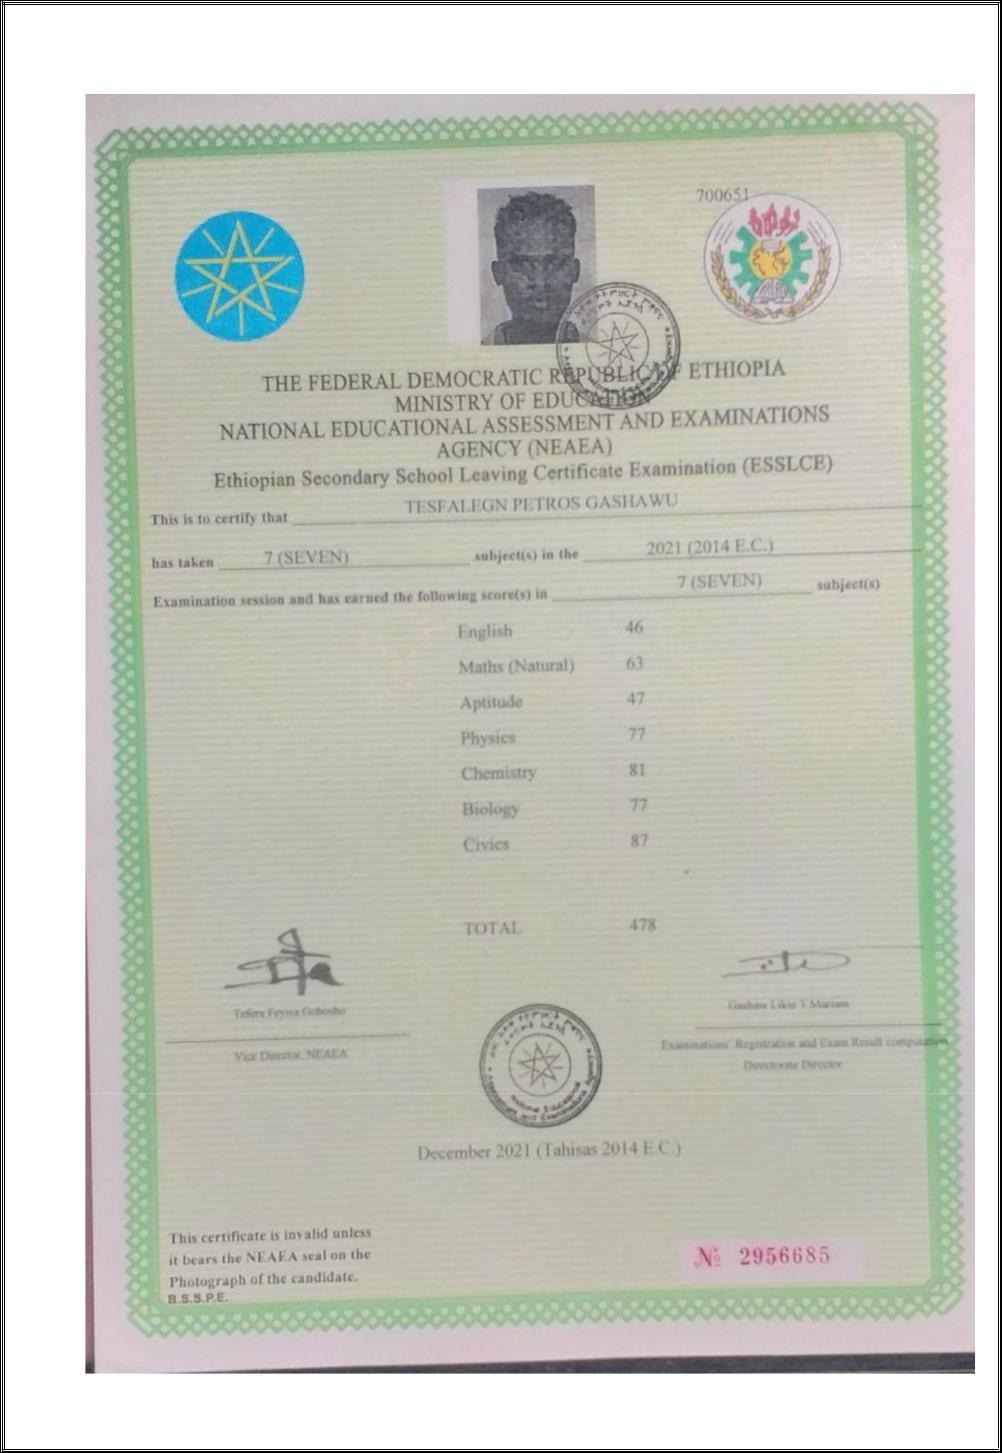 700651
THE FEDERAL DEMOCRATIC REPUBLIC OF ETHIOPIA
MINISTRY OF EDUCATION
NATIONAL EDUCATIONAL ASSESSMENT AND EXAMINATIONS
AGENCY (NEAEA)
Ethiopian Secondary School Leaving Certificate Examination (ESSLCE)
This is to certify that TESFALEGN PETROS GASHAWU
has taken 7 (SEVEN) subject(s) in the 2021 (2014 E.C.)
Examination session and has earned the following score(s) in 7 (SEVEN) subject(s)
English 46
Maths (Natural) 63
Aptitude 47
Physics 77
Chemistry 81
Biology 77
Civics 87
TOTAL 478
Tefera Feyisa Gobosho
Vice Director, NEAEA
Gashaw Likie T.Mariam
Examinations' Registration and Exam Result computation
Directorate Director
December 2021 (Tahisas 2014 E.C.)
This certificate is invalid unless
it bears the NEAEA seal on the
Photograph of the candidate.
B.S.S.P.E.
№ 2956685